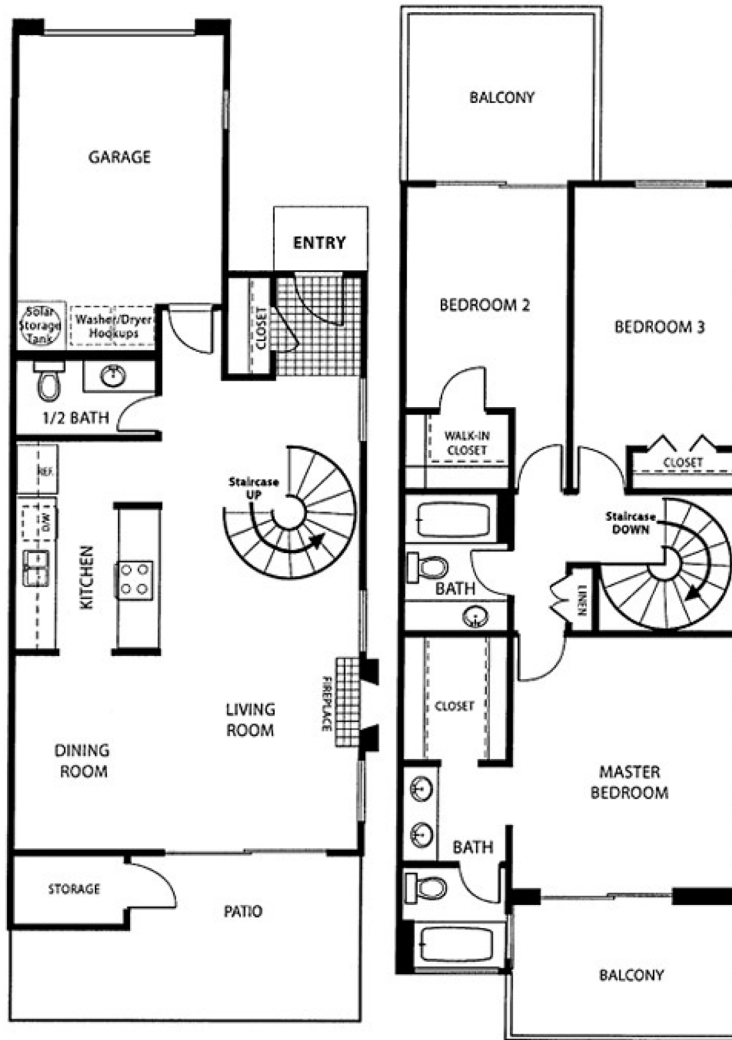 GARAGE
Solar
Storage
Tank
Washer/Dryer
Hookups
ENTRY
CLOSET
1/2 BATH
REF.
D/W
KITCHEN
Staircase
UP
FIREPLACE
LIVING
ROOM
DINING
ROOM
STORAGE
PATIO
BALCONY
BEDROOM 2
BEDROOM 3
WALK-IN
CLOSET
CLOSET
Staircase
DOWN
BATH
LINEN
CLOSET
MASTER
BEDROOM
BATH
BALCONY